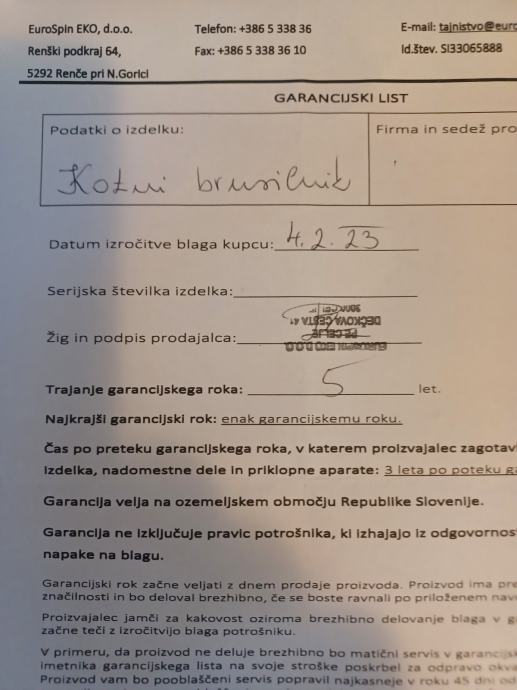 EuroSpin EKO, d.o.o. Telefon: +386 5 338 36 E-mail: tajnistvo@euro
Renški podkraj 64, Fax: +386 5 338 36 10 Id.štev. SI33065888
5292 Renče pri N.Gorici
GARANCIJSKI LIST
Podatki o izdelku: Firma in sedež pro
Kotni brusilnik
Datum izročitve blaga kupcu: 4.2.23
Serijska številka izdelka:
Žig in podpis prodajalca:
EUROSPIN EKO D.O.O.
PE CELJE
DEČKOVA CESTA 41
Trajanje garancijskega roka: 5 let.
Najkrajši garancijski rok: enak garancijskemu roku.
Čas po preteku garancijskega roka, v katerem proizvajalec zagotav
izdelka, nadomestne dele in priklopne aparate: 3 leta po poteku ga
Garancija velja na ozemeljskem območju Republike Slovenije.
Garancija ne izključuje pravic potrošnika, ki izhajajo iz odgovornos
napake na blagu.
Garancijski rok začne veljati z dnem prodaje proizvoda. Proizvod ima pre
značilnosti in bo deloval brezhibno, če se boste ravnali po priloženem nav
Proizvajalec jamči za kakovost oziroma brezhibno delovanje blaga v g
začne teči z izročitvijo blaga potrošniku.
V primeru, da proizvod ne deluje brezhibno bo matični servis v garancijs
imetnika garancijskega lista na svoje stroške poskrbel za odpravo okva
Proizvod vam bo pooblaščeni servis popravil najkasneje v roku 45 dni od